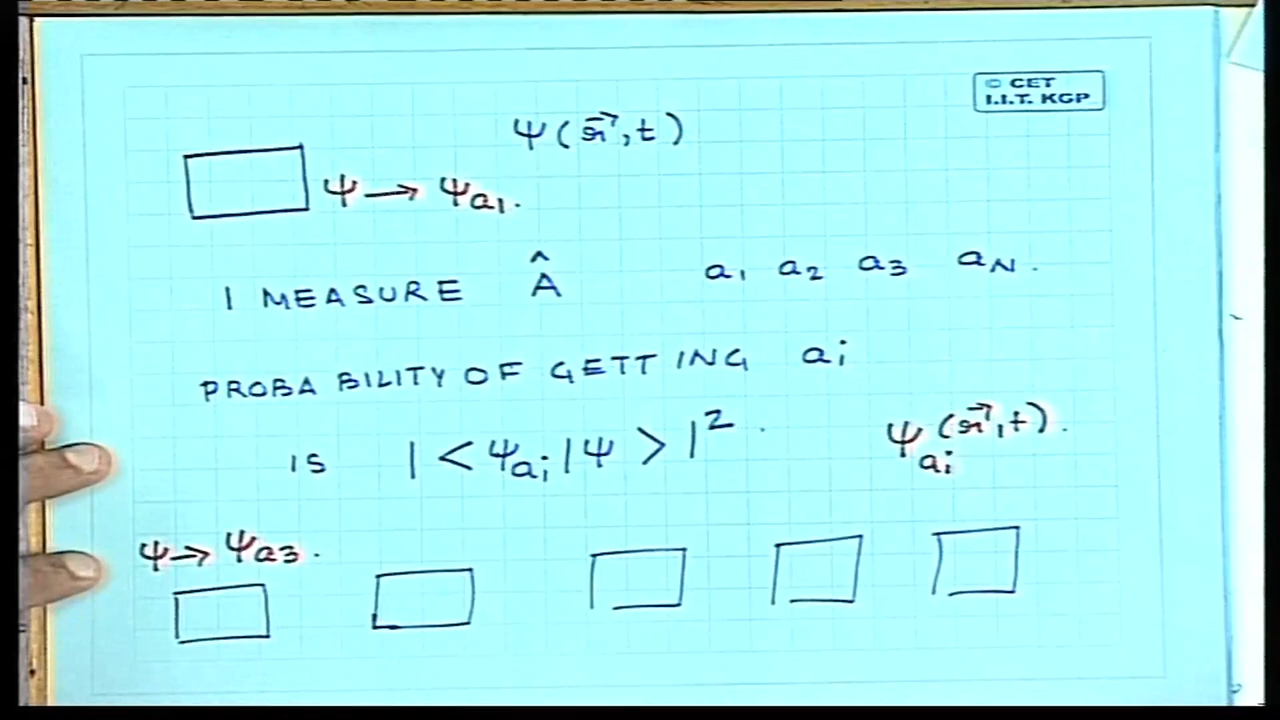 © CET
I.I.T. KGP
ψ(r⃗,t)
ψ → ψa₁.
I MEASURE Â a₁ a₂ a₃ aN.
PROBABILITY OF GETTING aᵢ
IS |<ψaᵢ|ψ>|². ψaᵢ(r⃗,t).
ψ→ ψa₃.